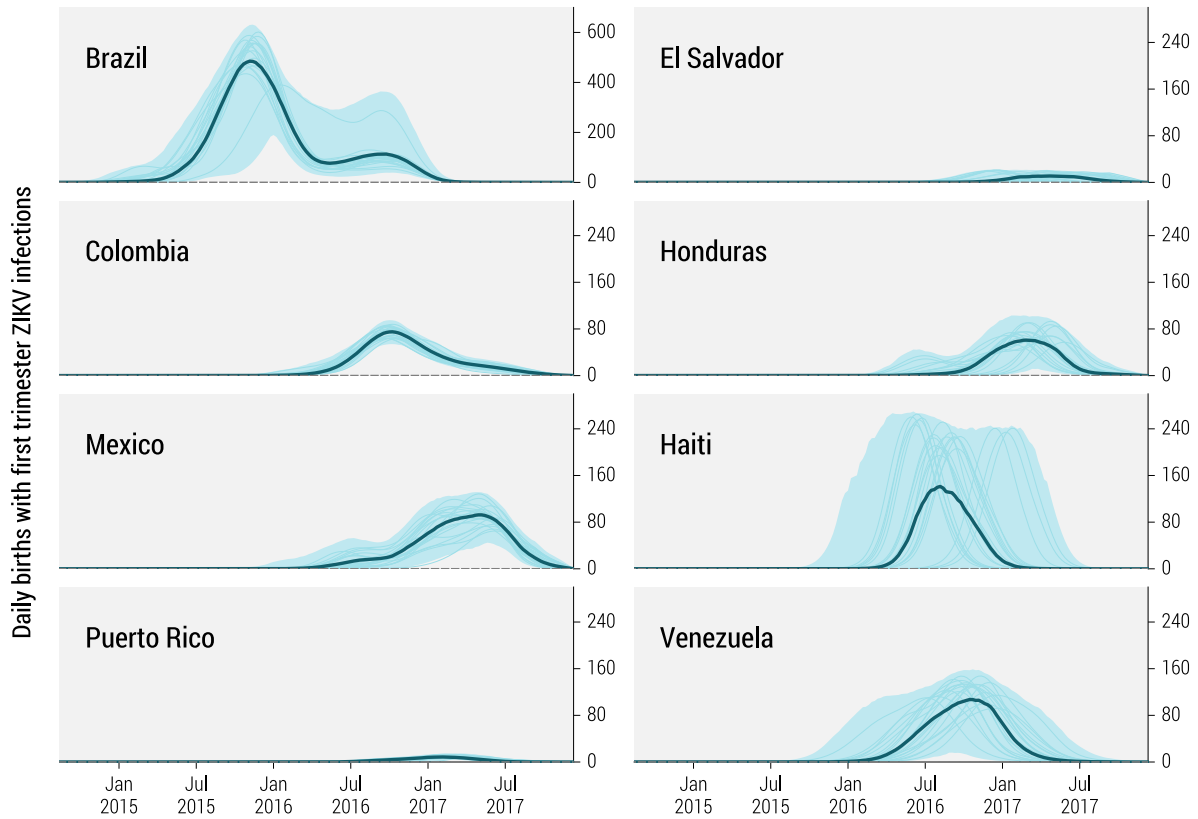 Daily births with first trimester ZIKV infections
Brazil
600
400
200
0
El Salvador
240
160
80
0
Colombia
240
160
80
0
Honduras
240
160
80
0
Mexico
240
160
80
0
Haiti
240
160
80
0
Puerto Rico
240
160
80
0
Venezuela
240
160
80
0
Jan Jul Jan Jul Jan Jul
2015 2015 2016 2016 2017 2017
Jan Jul Jan Jul Jan Jul
2015 2015 2016 2016 2017 2017